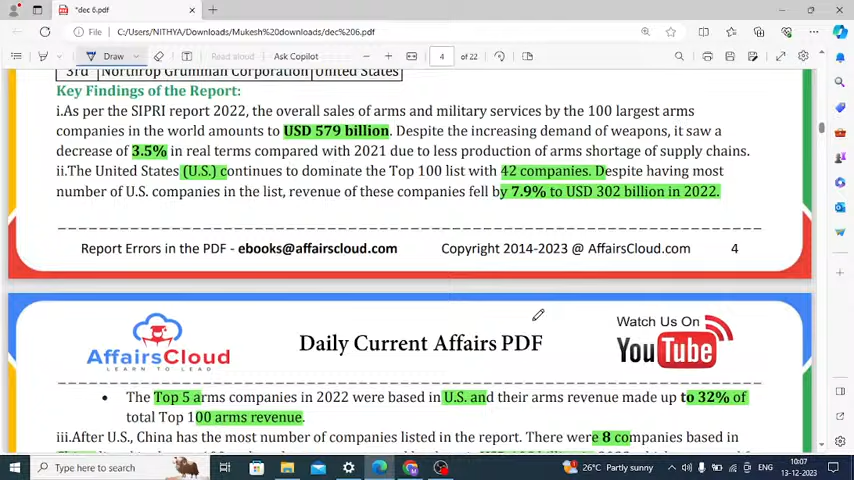 *dec 6.pdf
File
C:/Users/NITHYA/Downloads/Mukesh%20downloads/dec%206.pdf
Draw
Read aloud
Ask Copilot
4
of 22
3rd Northrop Grumman Corporation United States
Key Findings of the Report:
i.As per the SIPRI report 2022, the overall sales of arms and military services by the 100 largest arms
companies in the world amounts to USD 579 billion. Despite the increasing demand of weapons, it saw a
decrease of 3.5% in real terms compared with 2021 due to less production of arms shortage of supply chains.
ii.The United States (U.S.) continues to dominate the Top 100 list with 42 companies. Despite having most
number of U.S. companies in the list, revenue of these companies fell by 7.9% to USD 302 billion in 2022.
Report Errors in the PDF - ebooks@affairscloud.com
Copyright 2014-2023 @ AffairsCloud.com
4
AffairsCloud
LEARN TO LEAD
Daily Current Affairs PDF
Watch Us On
YouTube
• The Top 5 arms companies in 2022 were based in U.S. and their arms revenue made up to 32% of
total Top 100 arms revenue.
iii.After U.S., China has the most number of companies listed in the report. There were 8 companies based in
Type here to search
26°C Partly sunny
ENG
10:07
13-12-2023